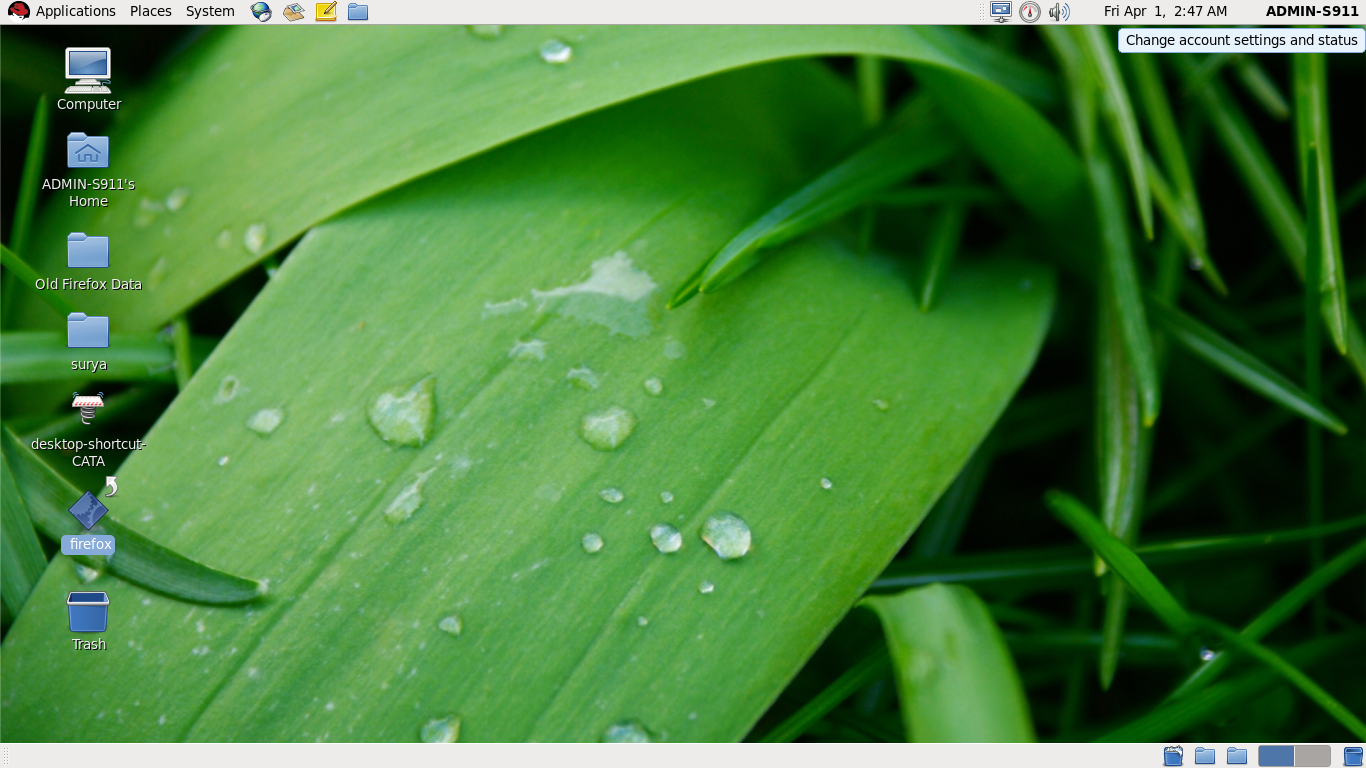 Applications Places System Fri Apr 1, 2:47 AM ADMIN-S911
Change account settings and status
Computer
ADMIN-S911's
Home
Old Firefox Data
surya
desktop-shortcut-
CATA
firefox
Trash